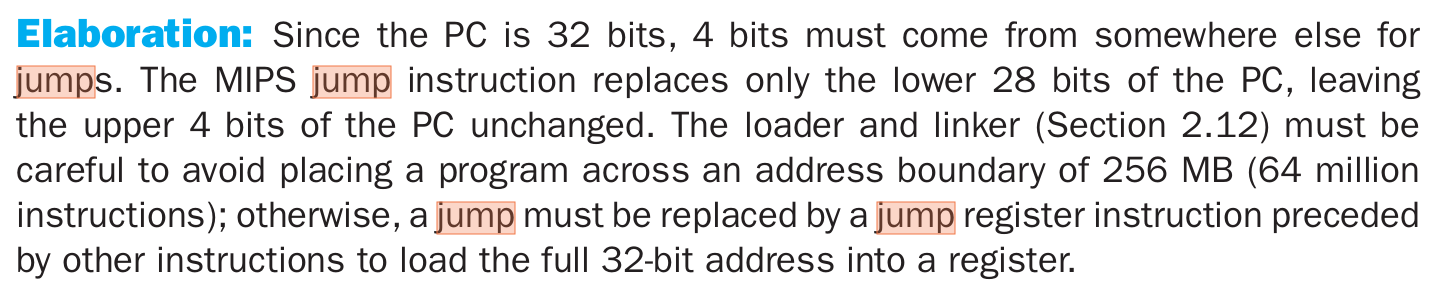 Elaboration: Since the PC is 32 bits, 4 bits must come from somewhere else for
jumps. The MIPS jump instruction replaces only the lower 28 bits of the PC, leaving
the upper 4 bits of the PC unchanged. The loader and linker (Section 2.12) must be
careful to avoid placing a program across an address boundary of 256 MB (64 million
instructions); otherwise, a jump must be replaced by a jump register instruction preceded
by other instructions to load the full 32-bit address into a register.